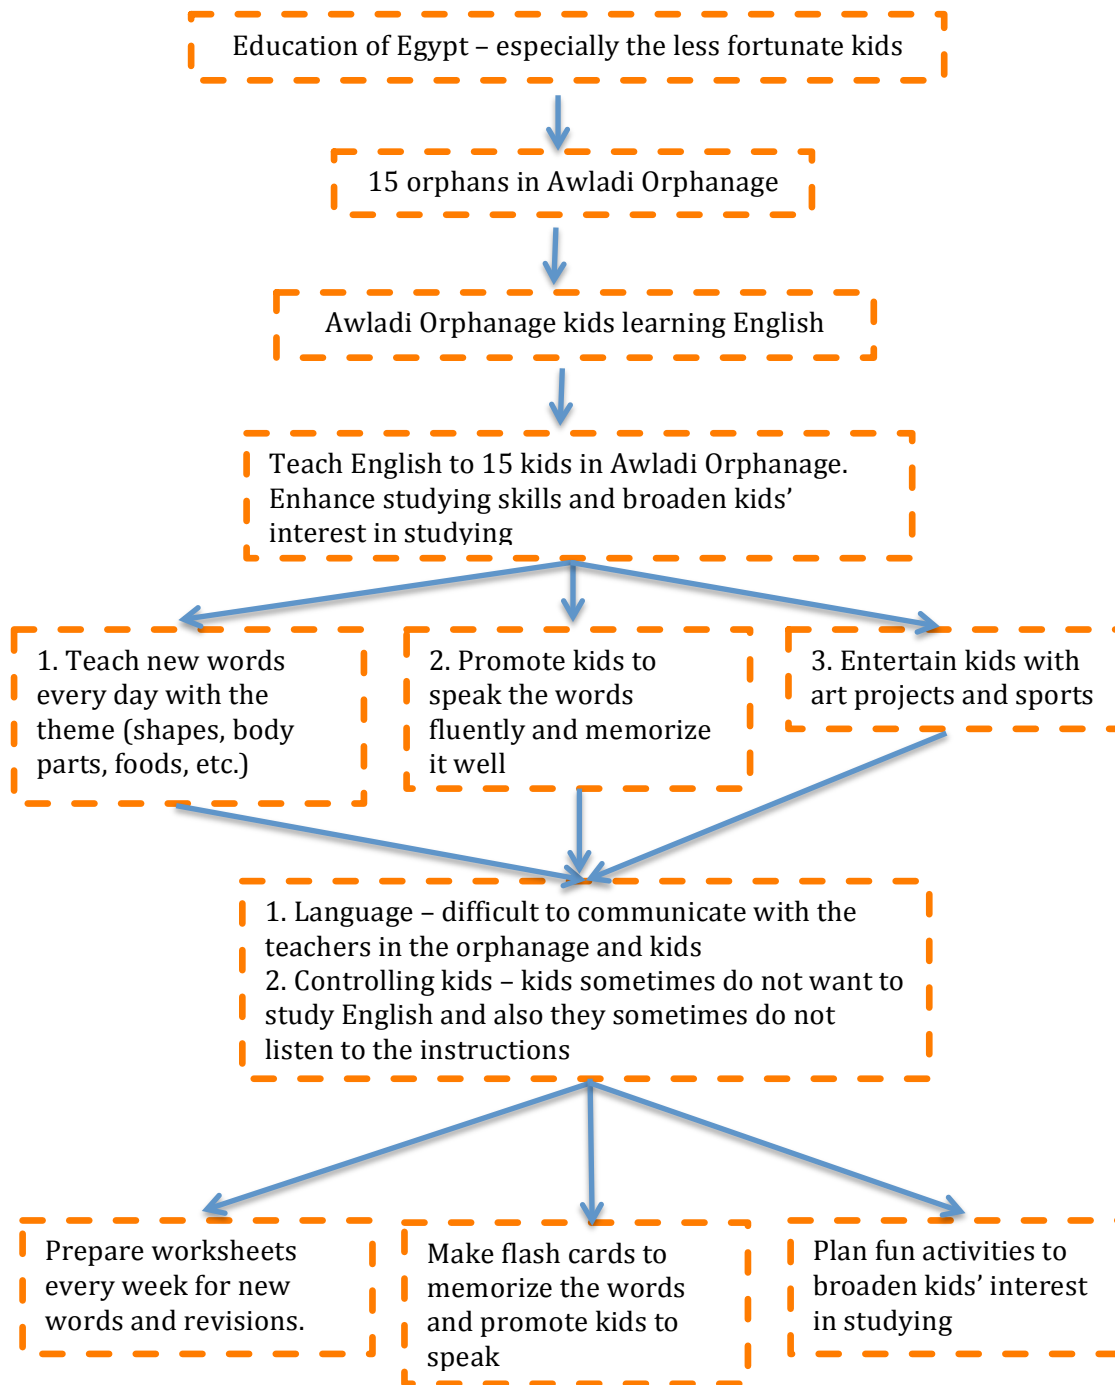 Education of Egypt – especially the less fortunate kids
15 orphans in Awladi Orphanage
Awladi Orphanage kids learning English
Teach English to 15 kids in Awladi Orphanage.
Enhance studying skills and broaden kids’
interest in studying
1. Teach new words
every day with the
theme (shapes, body
parts, foods, etc.)
2. Promote kids to
speak the words
fluently and memorize
it well
3. Entertain kids with
art projects and sports
1. Language – difficult to communicate with the
teachers in the orphanage and kids
2. Controlling kids – kids sometimes do not want to
study English and also they sometimes do not
listen to the instructions
Prepare worksheets
every week for new
words and revisions.
Make flash cards to
memorize the words
and promote kids to
speak
Plan fun activities to
broaden kids’ interest
in studying